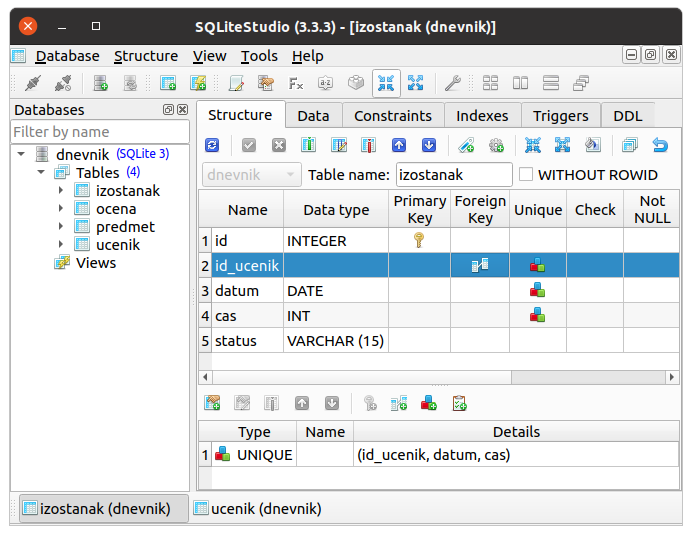 SQLiteStudio (3.3.3) - [izostanak (dnevnik)]
Database Structure View Tools Help
Databases
Filter by name
dnevnik (SQLite 3)
Tables (4)
izostanak
ocena
predmet
ucenik
Views
Structure Data Constraints Indexes Triggers DDL
dnevnik Table name: izostanak WITHOUT ROWID
Name Data type Primary Key Foreign Key Unique Check Not NULL
1 id INTEGER
2 id_ucenik
3 datum DATE
4 cas INT
5 status VARCHAR (15)
Type Name Details
1 UNIQUE (id_ucenik, datum, cas)
izostanak (dnevnik) ucenik (dnevnik)